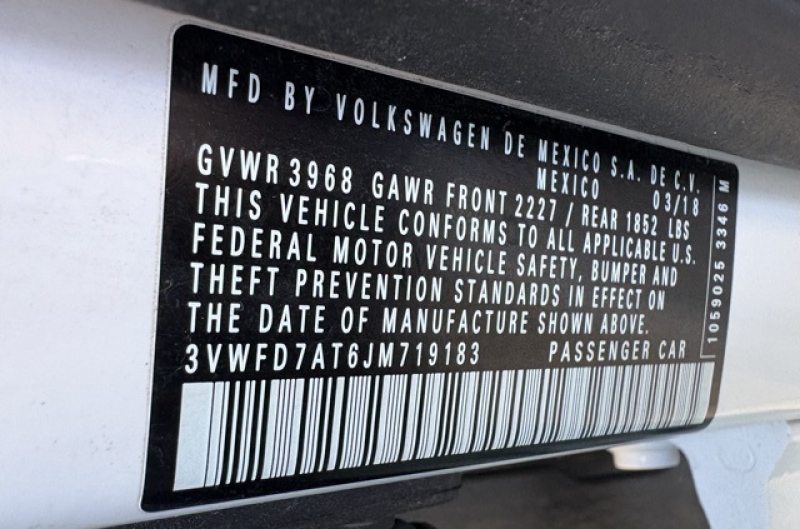 MFD BY VOLKSWAGEN DE MEXICO S.A. DE C.V.
MEXICO 03/18
GVWR 3968 GAWR FRONT 2227 / REAR 1852 LBS
THIS VEHICLE CONFORMS TO ALL APPLICABLE U.S.
FEDERAL MOTOR VEHICLE SAFETY, BUMPER AND
THEFT PREVENTION STANDARDS IN EFFECT ON
THE DATE OF MANUFACTURE SHOWN ABOVE.
3VWFD7AT6JM719183 PASSENGER CAR
1059025 3346 M